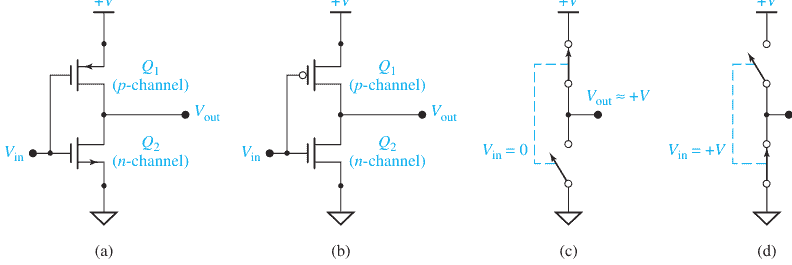 +V
Q1
(p-channel)
Vout
Vin
Q2
(n-channel)
(a)
+V
Q1
(p-channel)
Vout
Vin
Q2
(n-channel)
(b)
+V
Vout ≈ +V
Vin = 0
(c)
+V
Vin = +V
(d)